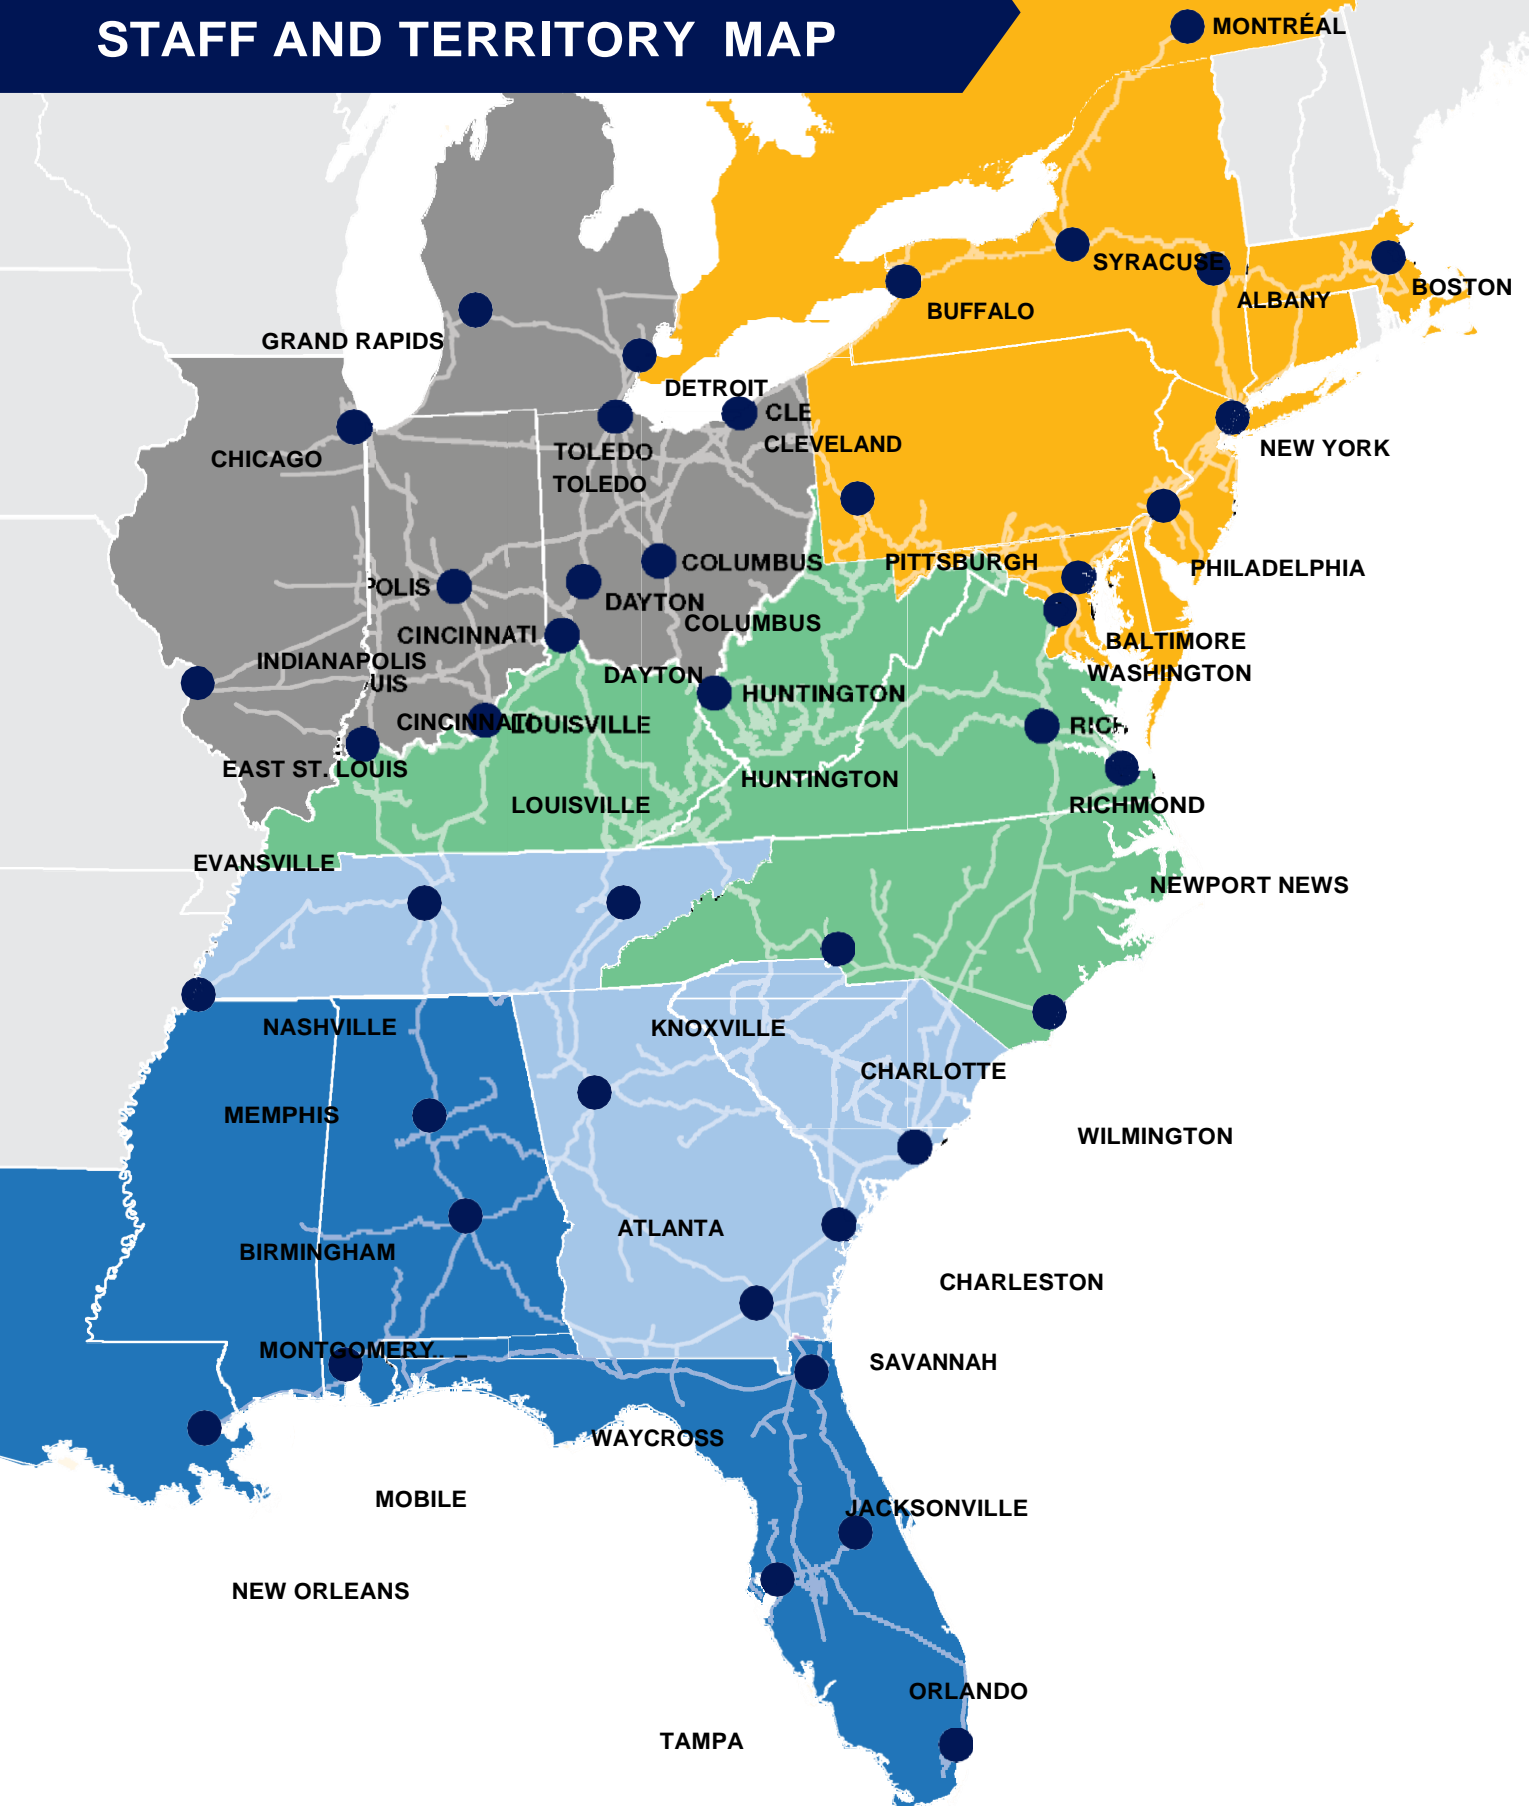 STAFF AND TERRITORY MAP
MONTRÉAL
SYRACUSE
BOSTON
ALBANY
BUFFALO
GRAND RAPIDS
DETROIT
CLE
CLEVELAND
NEW YORK
TOLEDO
CHICAGO
TOLEDO
COLUMBUS
PITTSBURGH
PHILADELPHIA
POLIS
DAYTON
COLUMBUS
CINCINNATI
BALTIMORE
INDIANAPOLIS
DAYTON
WASHINGTON
UIS
HUNTINGTON
CINCINNATI
LOUISVILLE
RICH
EAST ST. LOUIS
HUNTINGTON
LOUISVILLE
RICHMOND
EVANSVILLE
NEWPORT NEWS
NASHVILLE
KNOXVILLE
CHARLOTTE
MEMPHIS
WILMINGTON
ATLANTA
BIRMINGHAM
CHARLESTON
MONTGOMERY
SAVANNAH
WAYCROSS
MOBILE
JACKSONVILLE
NEW ORLEANS
ORLANDO
TAMPA